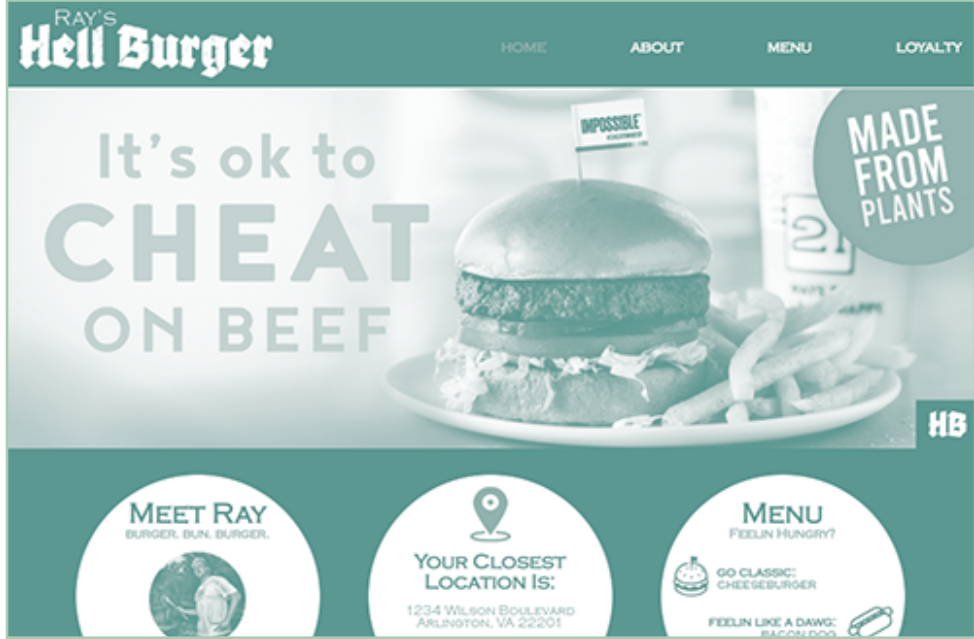 RAY'S
Hell Burger
HOME ABOUT MENU LOYALTY
It's ok to
CHEAT
ON BEEF
IMPOSSIBLE
MADE
FROM
PLANTS
HB
MEET RAY
BURGER. BUN. BURGER.
YOUR CLOSEST
LOCATION IS:
1234 WILSON BOULEVARD
ARLINGTON, VA 22201
MENU
FEELIN HUNGRY?
GO CLASSIC:
CHEESEBURGER
FEELIN LIKE A DAWG:
BACON DOG